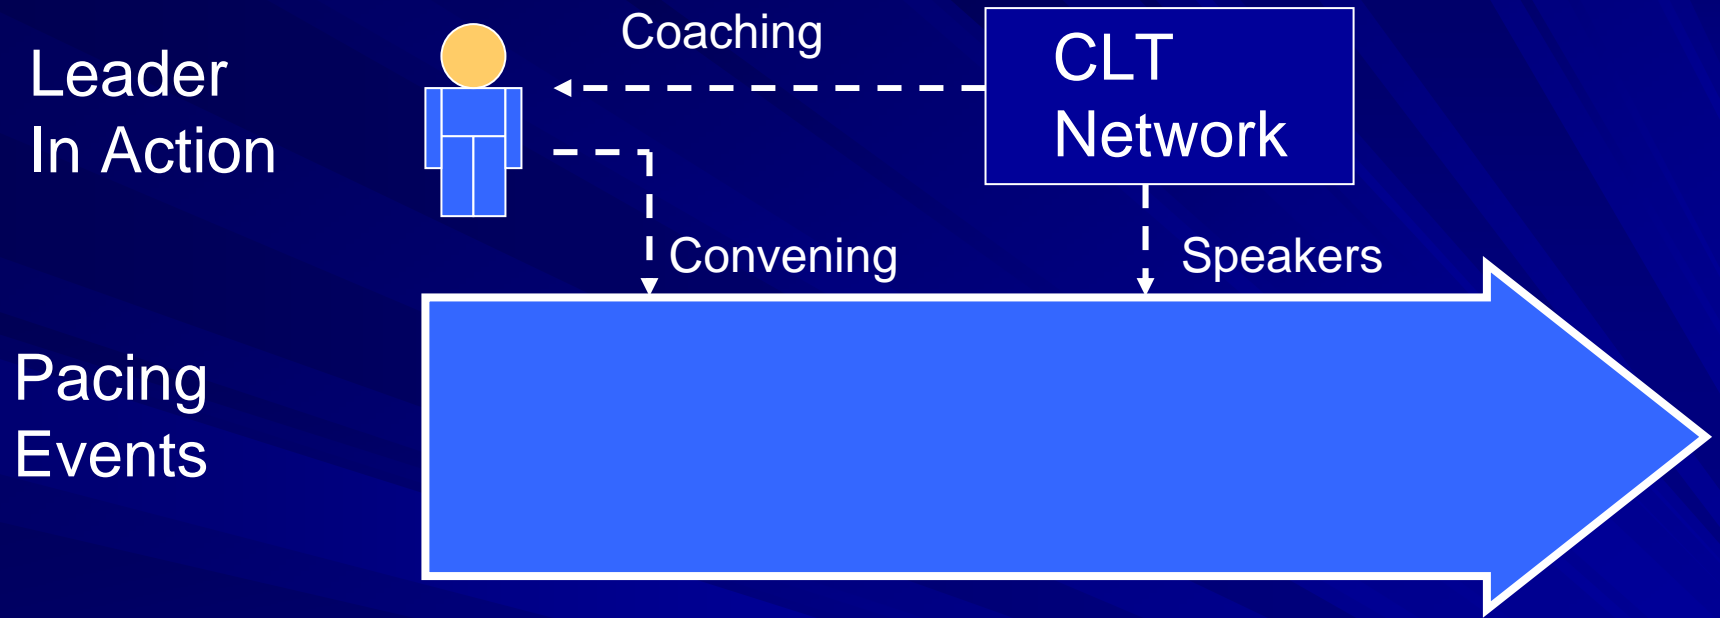 Leader
In Action
Coaching
CLT
Network
Convening
Speakers
Pacing
Events